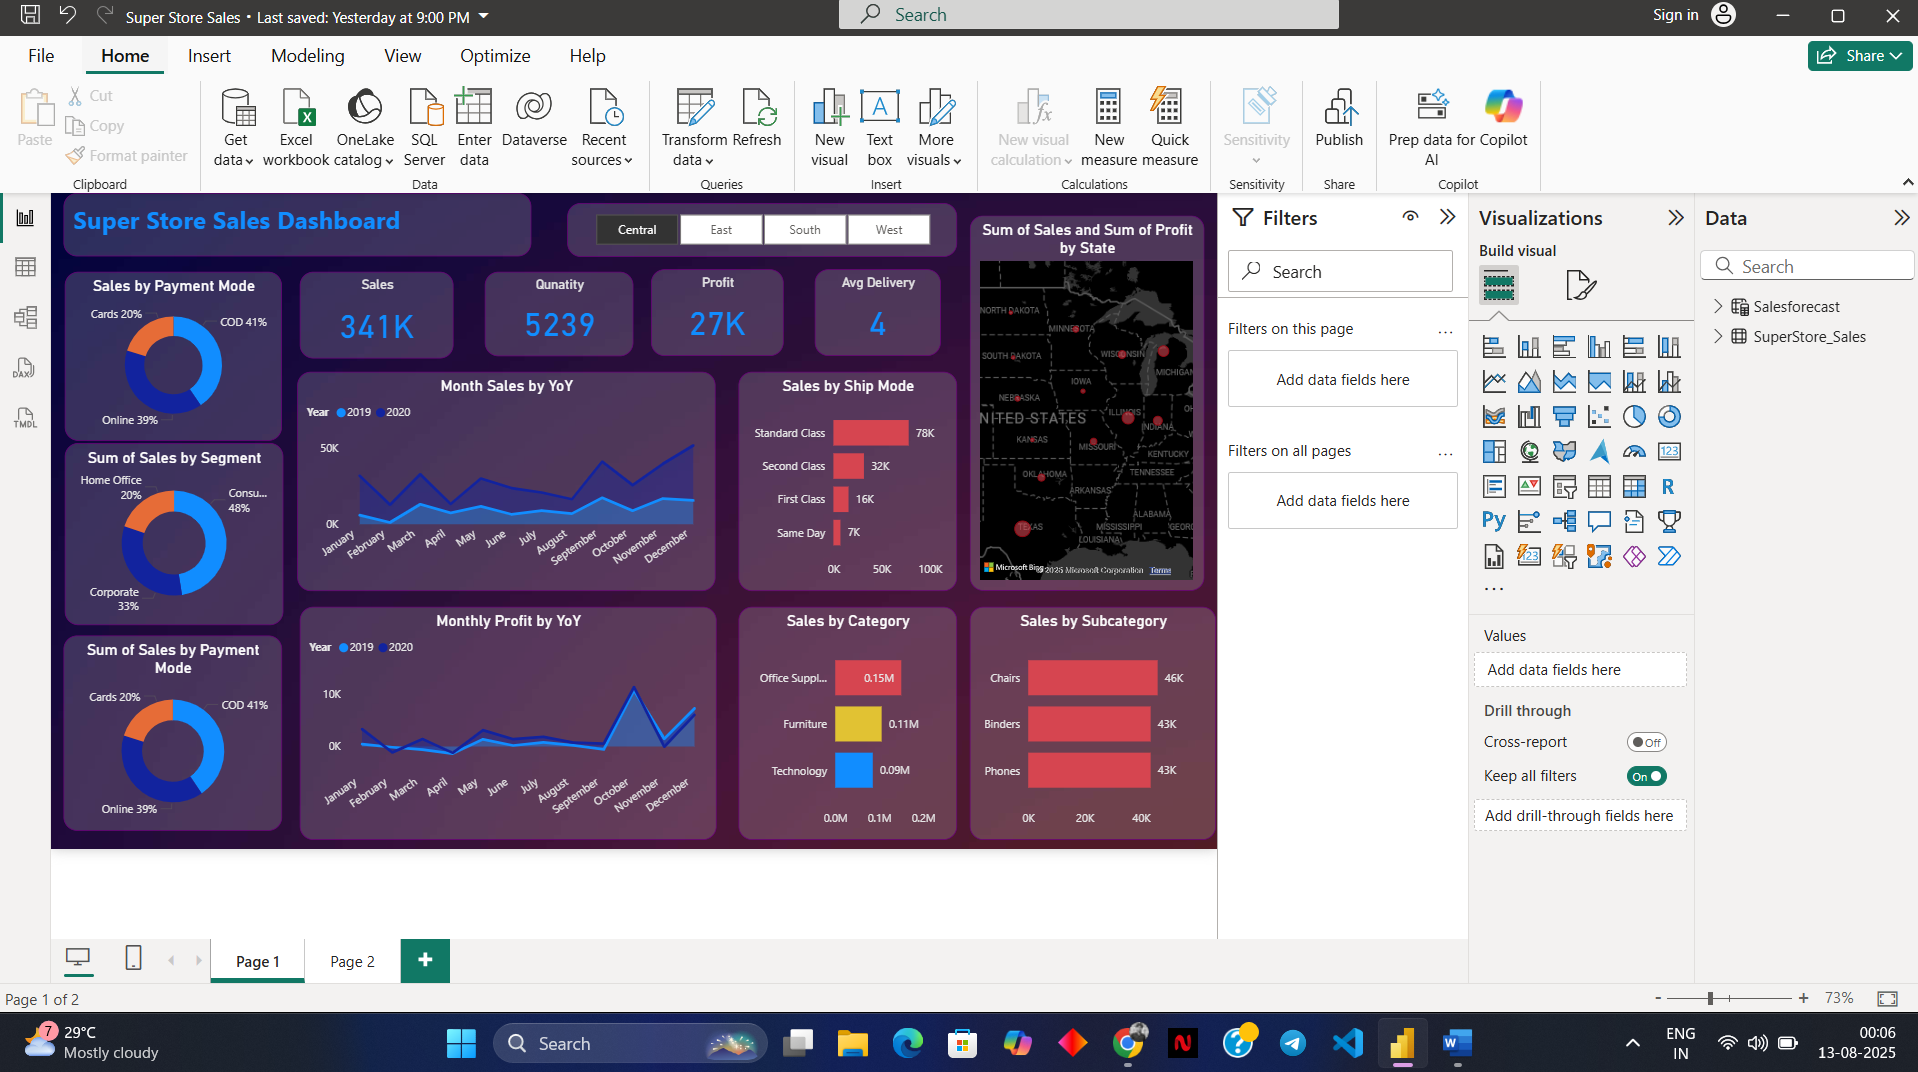 Super Store Sales • Last saved: Yesterday at 9:00 PM
Search
Sign in
File
Home
Insert
Modeling
View
Optimize
Help
Share
Paste
Cut
Copy
Format painter
Clipboard
Get data
Excel workbook
OneLake catalog
SQL Server
Enter data
Dataverse
Recent sources
Data
Transform data
Refresh
Queries
New visual
Text box
More visuals
Insert
New visual calculation
New measure
Quick measure
Calculations
Sensitivity
Sensitivity
Publish
Share
Prep data for AI
Copilot
Copilot
DAX
TMDL
Super Store Sales Dashboard
Central
East
South
West
Sales by Payment Mode
Cards 20%
COD 41%
Online 39%
Sales
341K
Qunatity
5239
Profit
27K
Avg Delivery
4
Sum of Sales and Sum of Profit
by State
NORTH DAKOTA
MINNESOTA
SOUTH DAKOTA
WISCONSIN
MICHIGAN
IOWA
NEBRASKA
NITED STATES
ILLINOIS
INDIANA
OH
KANSAS
MISSOURI
KENTUCKY
OKLAHOMA
TENNESSEE
ARKANSAS
ALABAMA
TEXAS
MISSISSIPPI
GEORG
LOUISIANA
Microsoft Bing
© 2025 Microsoft Corporation
Terms
Sum of Sales by Segment
Home Office
20%
Consu...
48%
Corporate
33%
Month Sales by YoY
Year
2019
2020
50K
0K
January
February
March
April
May
June
July
August
September
October
November
December
Sales by Ship Mode
Standard Class
78K
Second Class
32K
First Class
16K
Same Day
7K
0K
50K
100K
Sum of Sales by Payment
Mode
Cards 20%
COD 41%
Online 39%
Monthly Profit by YoY
Year
2019
2020
10K
0K
January
February
March
April
May
June
July
August
September
October
November
December
Sales by Category
Office Suppl...
0.15M
Furniture
0.11M
Technology
0.09M
0.0M
0.1M
0.2M
Sales by Subcategory
Chairs
46K
Binders
43K
Phones
43K
0K
20K
40K
Filters
Search
Filters on this page
...
Add data fields here
Filters on all pages
...
Add data fields here
Visualizations
Build visual
123
R
Py
123
...
Values
Add data fields here
Drill through
Cross-report
Off
Keep all filters
On
Add drill-through fields here
Data
Search
Salesforecast
SuperStore_Sales
Page 1
Page 2
+
Page 1 of 2
-
+
73%
7
29°C
Mostly cloudy
Search
N
W
ENG
IN
00:06
13-08-2025